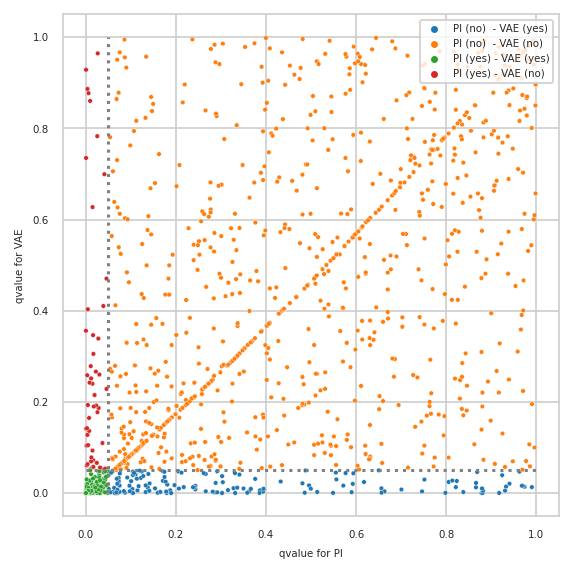 PI (no)  - VAE (yes)
PI (no)  - VAE (no)
PI (yes) - VAE (yes)
PI (yes) - VAE (no)
1.0
0.8
0.6
0.4
0.2
0.0
qvalue for VAE
0.0 0.2 0.4 0.6 0.8 1.0
qvalue for PI